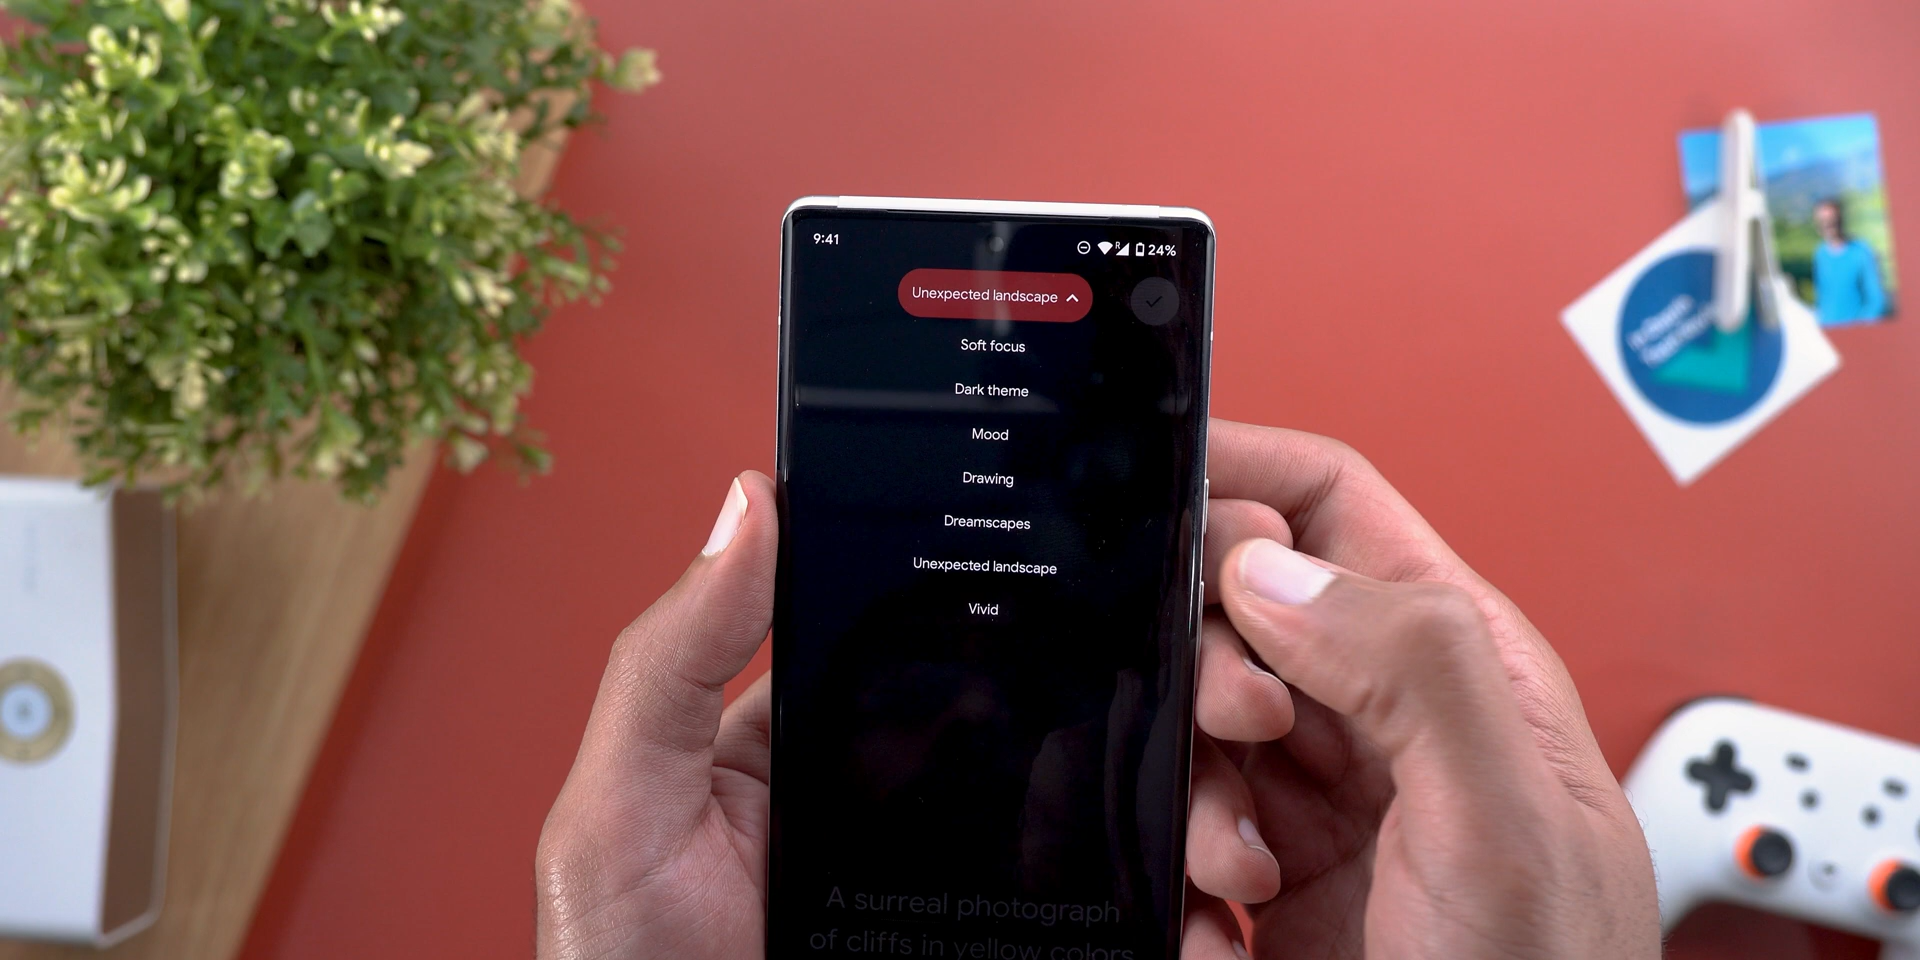 9:41
R
24%
Unexpected landscape
Soft focus
Dark theme
Mood
Drawing
Dreamscapes
Unexpected landscape
Vivid
A surreal photograph
of cliffs in yellow colors